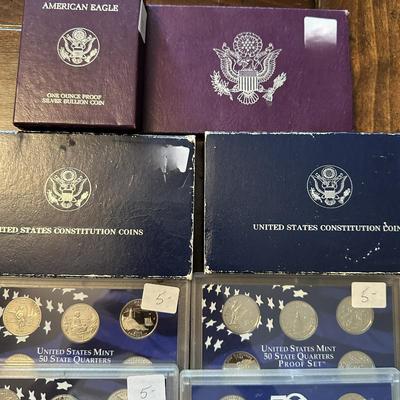 AMERICAN EAGLE
ONE OUNCE PROOF
SILVER BULLION COIN
UNITED STATES CONSTITUTION COINS
UNITED STATES CONSTITUTION COINS
5-
5-
UNITED STATES MINT
50 STATE QUARTERS
UNITED STATES MINT
50 STATE QUARTERS
PROOF SET
5-
50